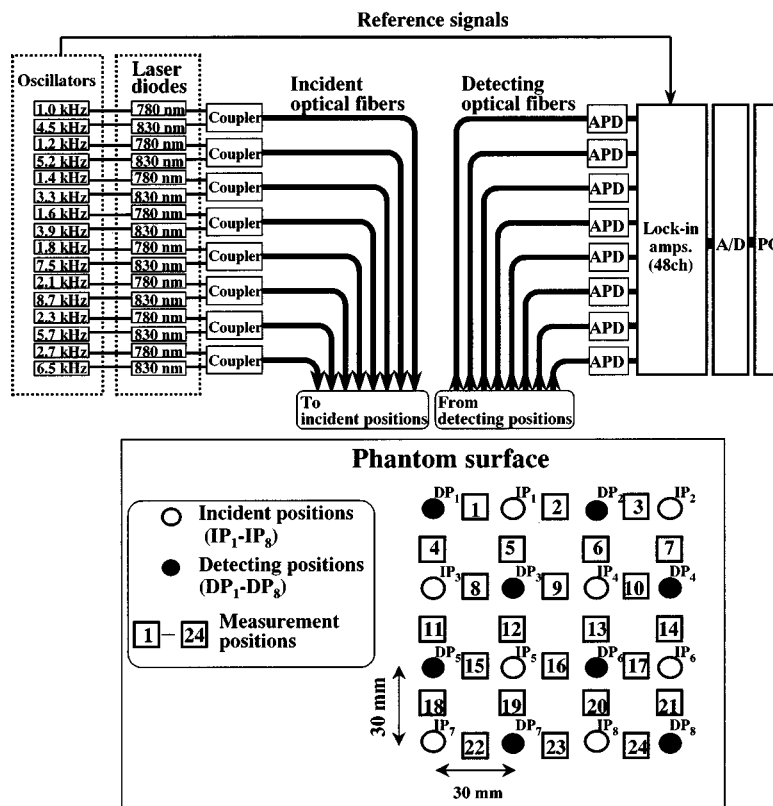 Reference signals
Oscillators
Laser
diodes
Incident
optical fibers
Detecting
optical fibers
1.0 kHz 780 nm
4.5 kHz 830 nm
Coupler
APD
1.2 kHz 780 nm
5.2 kHz 830 nm
Coupler
APD
1.4 kHz 780 nm
3.3 kHz 830 nm
Coupler
APD
1.6 kHz 780 nm
3.9 kHz 830 nm
Coupler
APD
1.8 kHz 780 nm
7.5 kHz 830 nm
Coupler
APD
2.1 kHz 780 nm
8.7 kHz 830 nm
Coupler
APD
2.3 kHz 780 nm
5.7 kHz 830 nm
Coupler
APD
2.7 kHz 780 nm
6.5 kHz 830 nm
Coupler
APD
Lock-in
amps.
(48ch)
A/D
PC
To
incident positions
From
detecting positions
Phantom surface
Incident positions
(IP₁-IP₈)
Detecting positions
(DP₁-DP₈)
1 – 24 Measurement
positions
DP₁ 1 IP₁ 2 DP₂ 3 IP₂
4 5 6 7
IP₃ 8 DP₃ 9 IP₄ 10 DP₄
11 12 13 14
DP₅ 15 IP₅ 16 DP₆ 17 IP₆
18 19 20 21
IP₇ 22 DP₇ 23 IP₈ 24 DP₈
30 mm
30 mm